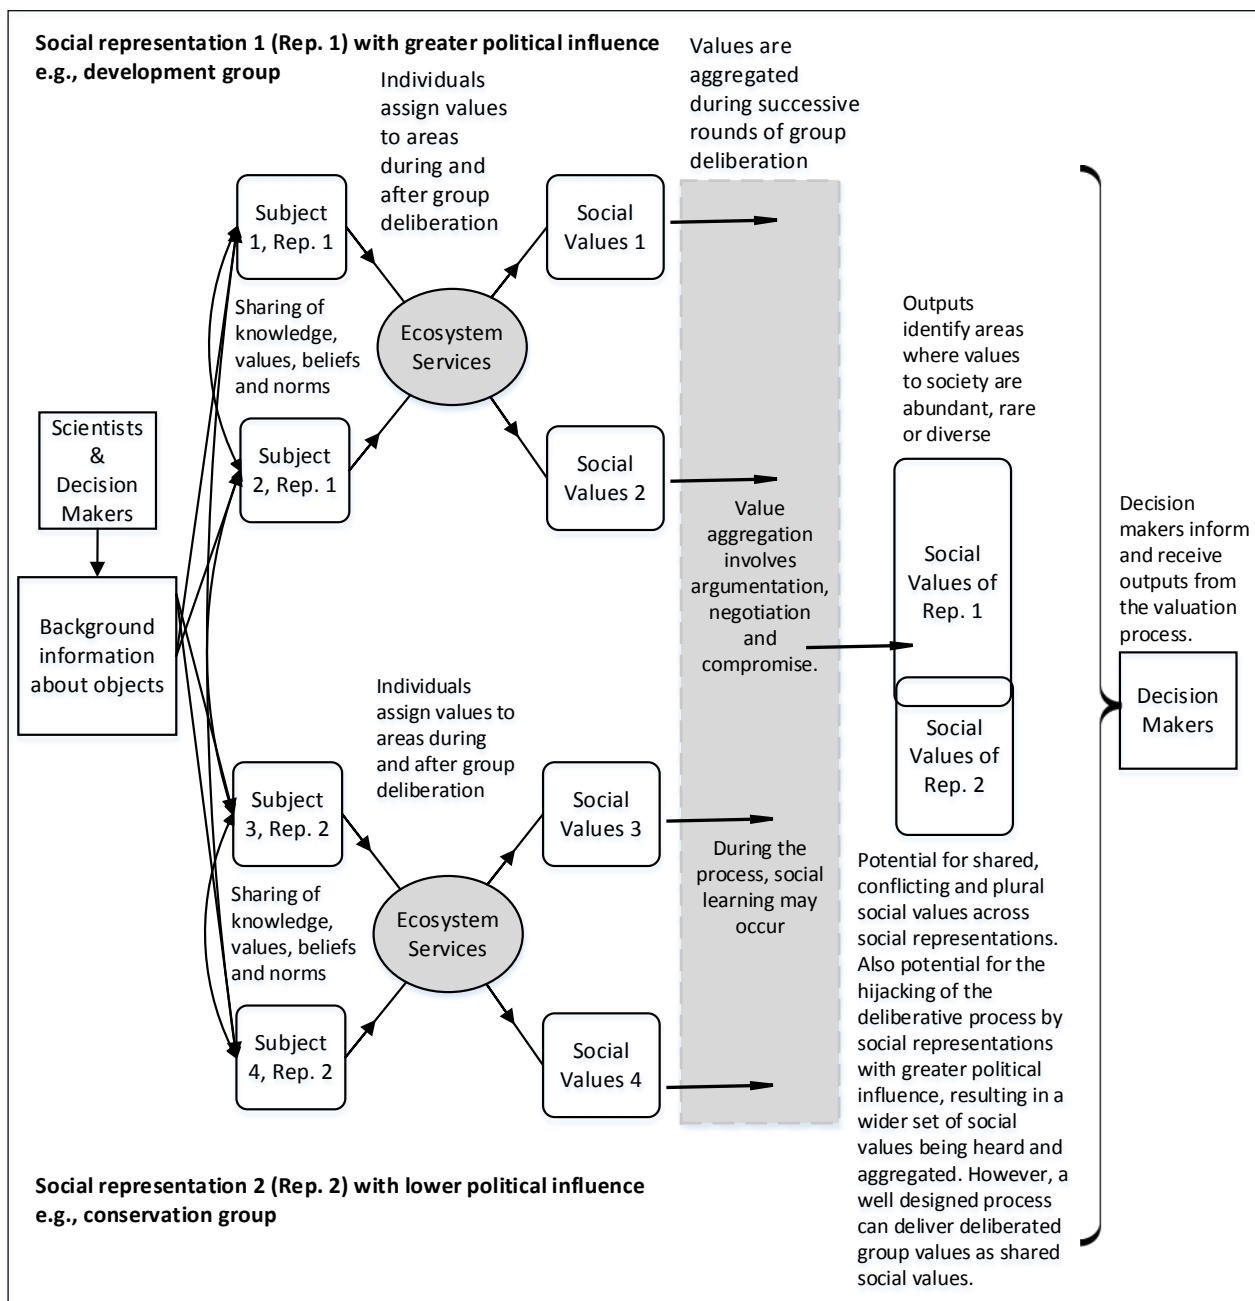 Social representation 1 (Rep. 1) with greater political influence
e.g., development group
Individuals
assign values
to areas
during and
after group
deliberation
Values are
aggregated
during successive
rounds of group
deliberation
Subject
1, Rep. 1
Social
Values 1
Sharing of
knowledge,
values, beliefs
and norms
Ecosystem
Services
Outputs
identify areas
where values
to society are
abundant, rare
or diverse
Scientists
&
Decision
Makers
Subject
2, Rep. 1
Social
Values 2
Value
aggregation
involves
argumentation,
negotiation
and
compromise.
Social
Values of
Rep. 1
Decision
makers inform
and receive
outputs from
the valuation
process.
Background
information
about objects
Individuals
assign values to
areas during
and after group
deliberation
Social
Values of
Rep. 2
Decision
Makers
Subject
3, Rep. 2
Social
Values 3
During the
process, social
learning may
occur
Sharing of
knowledge,
values, beliefs
and norms
Ecosystem
Services
Potential for shared,
conflicting and plural
social values across
social representations.
Also potential for the
hijacking of the
deliberative process by
social representations
with greater political
influence, resulting in a
wider set of social
values being heard and
aggregated. However, a
well designed process
can deliver deliberated
group values as shared
social values.
Subject
4, Rep. 2
Social
Values 4
Social representation 2 (Rep. 2) with lower political influence
e.g., conservation group